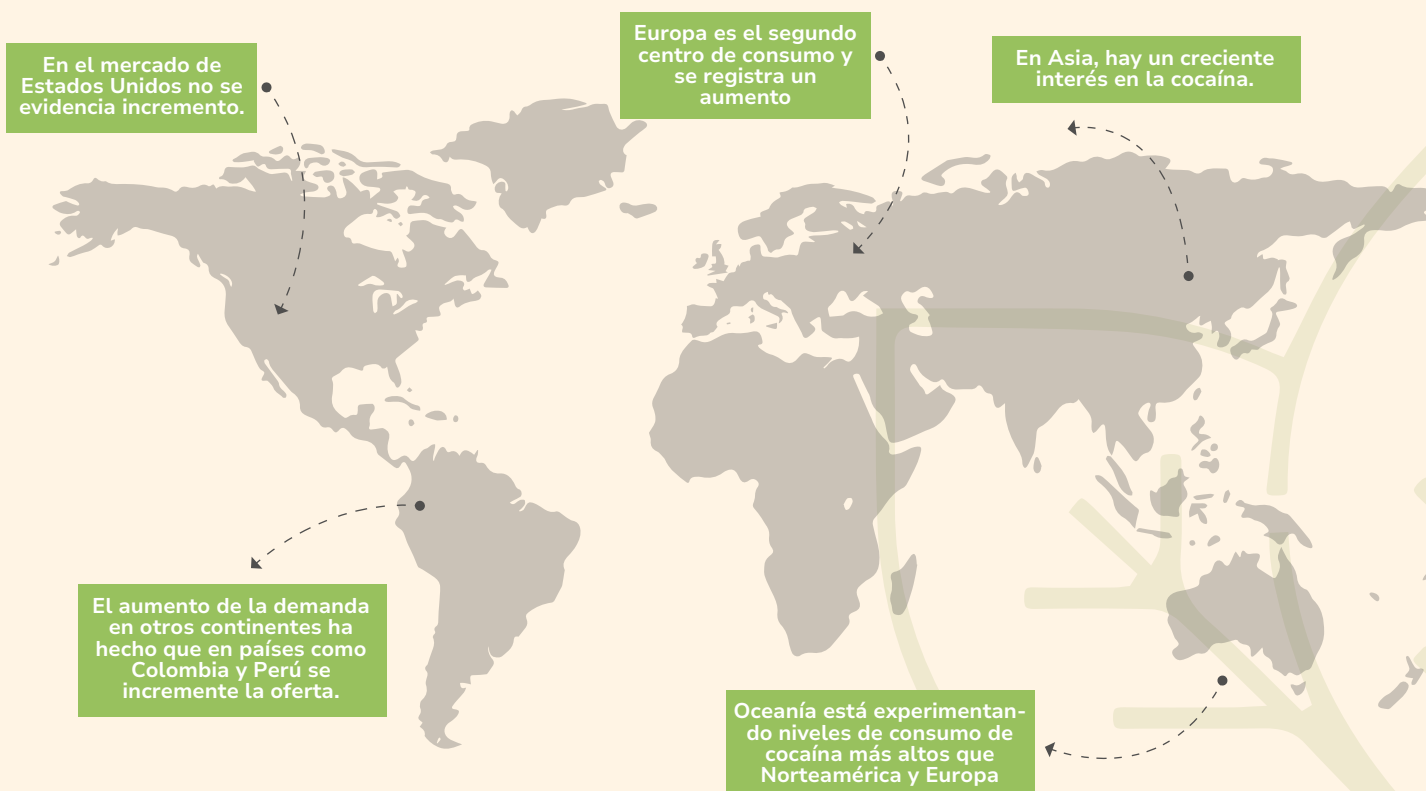 En el mercado de
Estados Unidos no se
evidencia incremento.
Europa es el segundo
centro de consumo y
se registra un
aumento
En Asia, hay un creciente
interés en la cocaína.
El aumento de la demanda
en otros continentes ha
hecho que en países como
Colombia y Perú se
incremente la oferta.
Oceanía está experimentan-
do niveles de consumo de
cocaína más altos que
Norteamérica y Europa